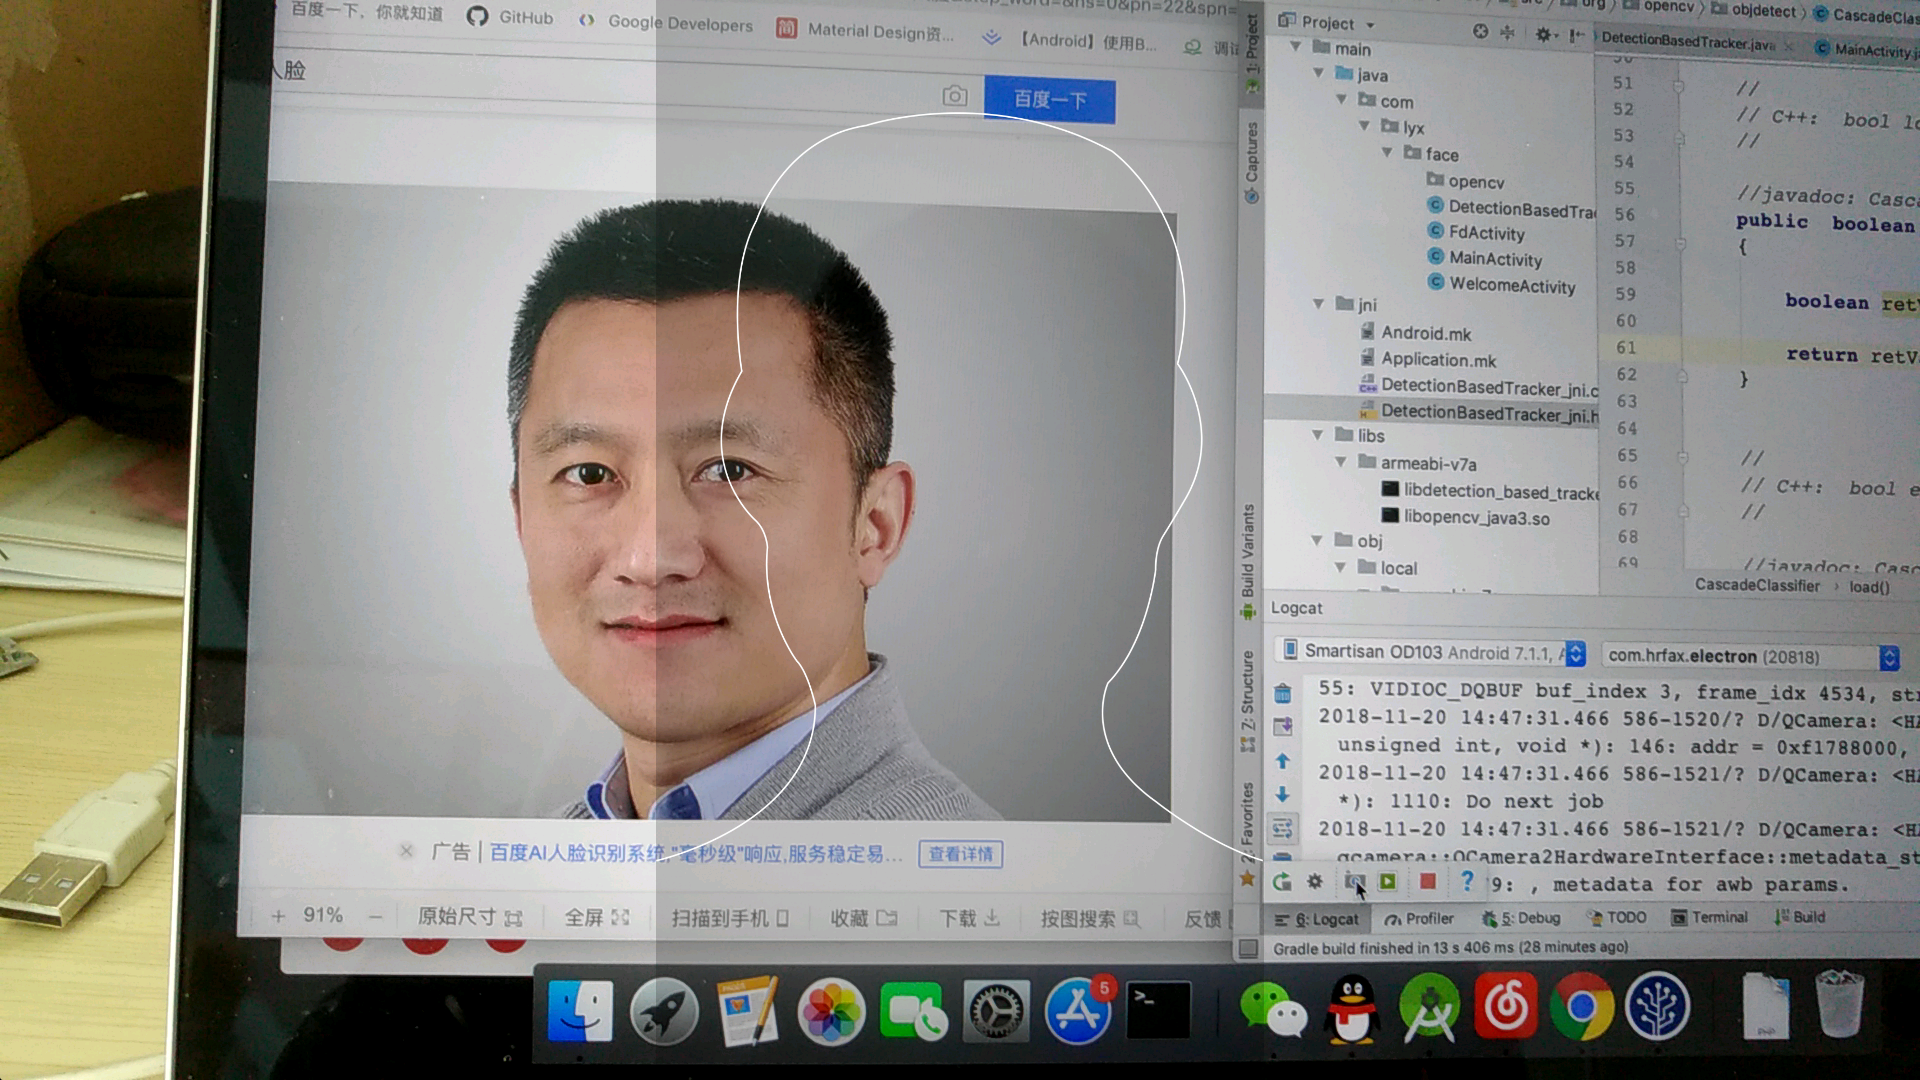 百度一下，你就知道
GitHub
Google Developers
Material Design资...
【Android】使用B...
人脸
百度一下
广告
百度AI人脸识别系统,"毫秒级"响应,服务稳定易...
查看详情
91%
原始尺寸
全屏
扫描到手机
收藏
下载
按图搜索
反馈
1: Project
Captures
Build Variants
7: Structure
2: Favorites
opencv
objdetect
Project
DetectionBasedTracker.java
main
java
com
lyx
face
opencv
FdActivity
MainActivity
WelcomeActivity
jni
Android.mk
Application.mk
DetectionBasedTracker_jni.c
DetectionBasedTracker_jni.h
libs
armeabi-v7a
libdetection_based_tracke
libopencv_java3.so
obj
local
51 //
52 // C++: bool lo
53 //
54
55 //javadoc: Casca
56 public boolean
57 {
58
59 boolean retV
60
61 return retVa
62 }
63
64
65 //
66 // C++: bool e
67 //
68
69 //javadoc: Casc
CascadeClassifier › load()
Logcat
Smartisan OD103 Android 7.1.1,
com.hrfax.electron (20818)
55: VIDIOC_DQBUF buf_index 3, frame_idx 4534, str
2018-11-20 14:47:31.466 586-1520/? D/QCamera: <HA
unsigned int, void *): 146: addr = 0xf1788000,
2018-11-20 14:47:31.466 586-1521/? D/QCamera: <HA
*): 1110: Do next job
2018-11-20 14:47:31.466 586-1521/? D/QCamera: <HA
qcamera::QCamera2HardwareInterface::metadata_st
9: , metadata for awb params.
6: Logcat
Profiler
5: Debug
TODO
Terminal
Build
Gradle build finished in 13 s 406 ms (28 minutes ago)
5
PHP